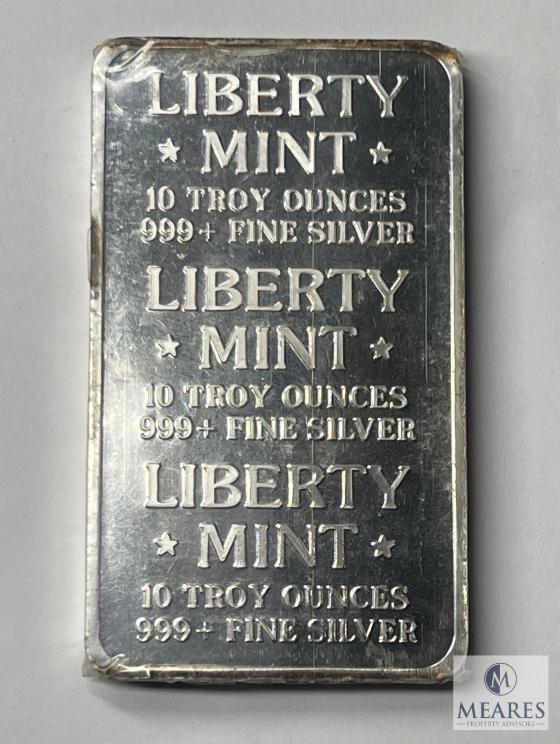 LIBERTY
★ MINT ★
10 TROY OUNCES
999+ FINE SILVER
LIBERTY
★ MINT ★
10 TROY OUNCES
999+ FINE SILVER
LIBERTY
★ MINT ★
10 TROY OUNCES
999+ FINE SILVER
M
MEARES
PROPERTY ADVISORS